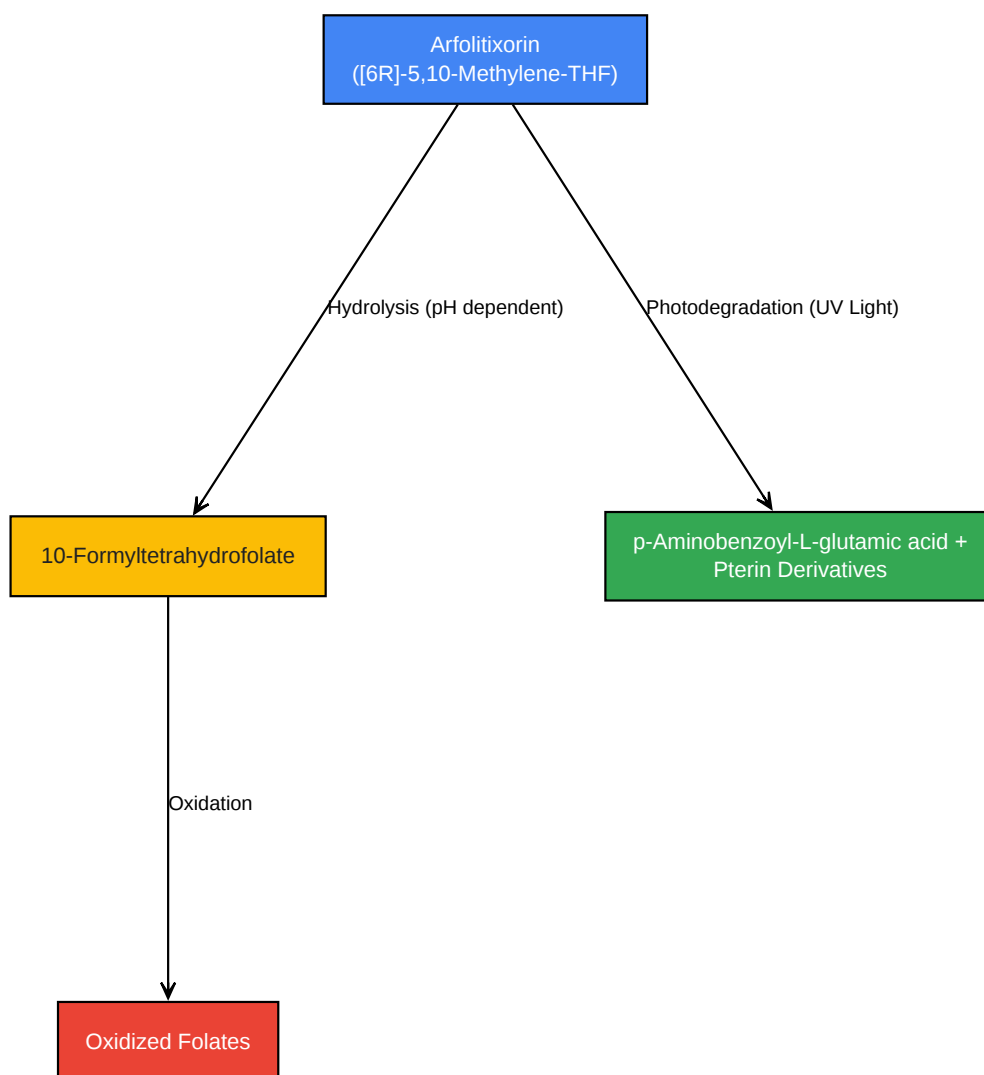 Arfolitixorin
([6R]-5,10-Methylene-THF)
Hydrolysis (pH dependent)
Photodegradation (UV Light)
10-Formyltetrahydrofolate
p-Aminobenzoyl-L-glutamic acid +
Pterin Derivatives
Oxidation
Oxidized Folates